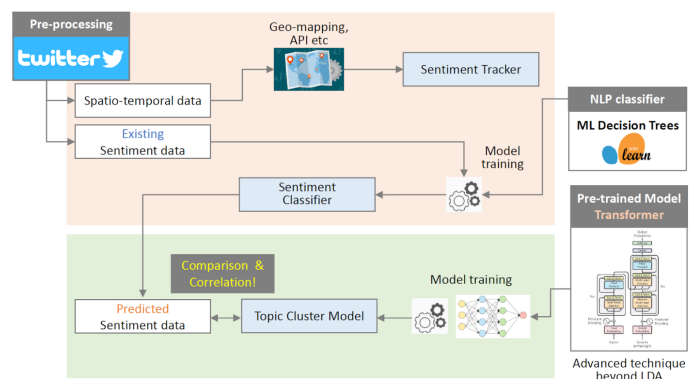 Pre-processing
twitter
Geo-mapping,
API etc
Sentiment Tracker
Spatio-temporal data
Existing
Sentiment data
NLP classifier
ML Decision Trees
learn
Model
training
Sentiment
Classifier
Pre-trained Model
Transformer
Comparison &
Correlation!
Model training
Predicted
Sentiment data
Topic Cluster Model
Advanced technique
beyond LDA